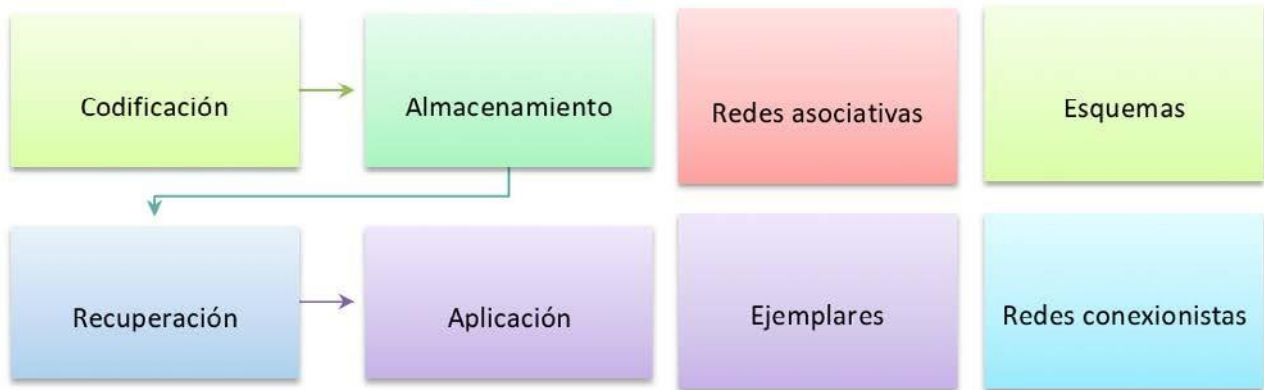 Codificación
Almacenamiento
Redes asociativas
Esquemas
Recuperación
Aplicación
Ejemplares
Redes conexionistas